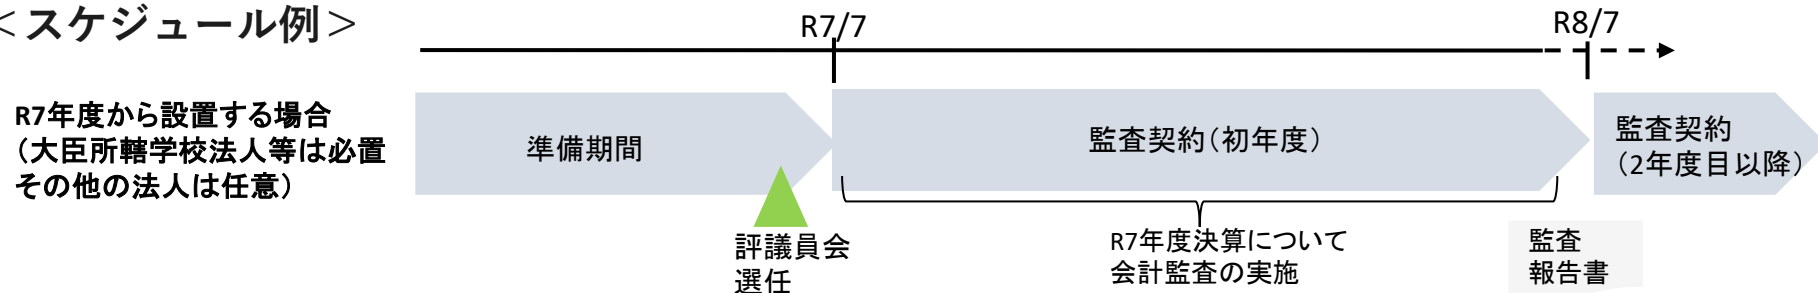 ＜スケジュール例＞
R7/7
R8/7
R7年度から設置する場合
（大臣所轄学校法人等は必置
その他の法人は任意）
準備期間
監査契約（初年度）
監査契約
（2年度目以降）
評議員会
選任
R7年度決算について
会計監査の実施
監査
報告書